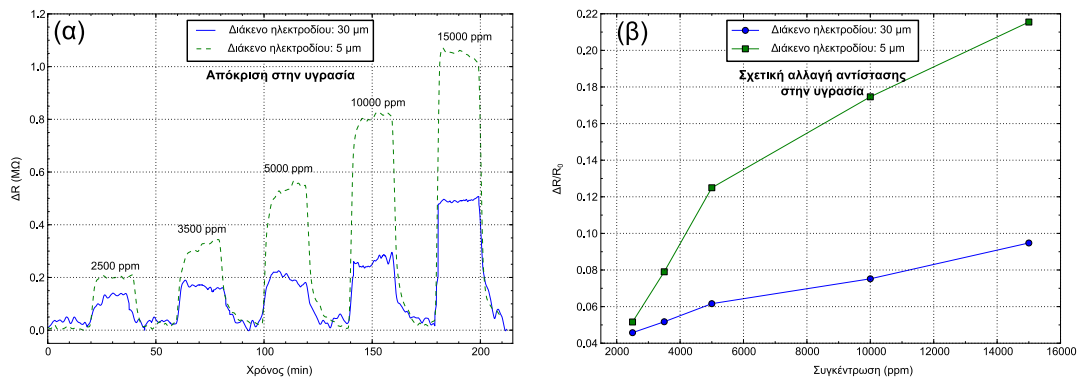 (α)
Διάκενο ηλεκτροδίου: 30 μm
Διάκενο ηλεκτροδίου: 5 μm
Απόκριση στην υγρασία
2500 ppm
3500 ppm
5000 ppm
10000 ppm
15000 ppm
1,2
1,0
0,8
0,6
0,4
0,2
0,0
ΔR (MΩ)
0
50
100
150
200
Χρόνος (min)
(β)
Διάκενο ηλεκτροδίου: 30 μm
Διάκενο ηλεκτροδίου: 5 μm
Σχετική αλλαγή αντίστασης
στην υγρασία
0,22
0,20
0,18
0,16
0,14
0,12
0,10
0,08
0,06
0,04
ΔR/R₀
2000
4000
6000
8000
10000
12000
14000
16000
Συγκέντρωση (ppm)